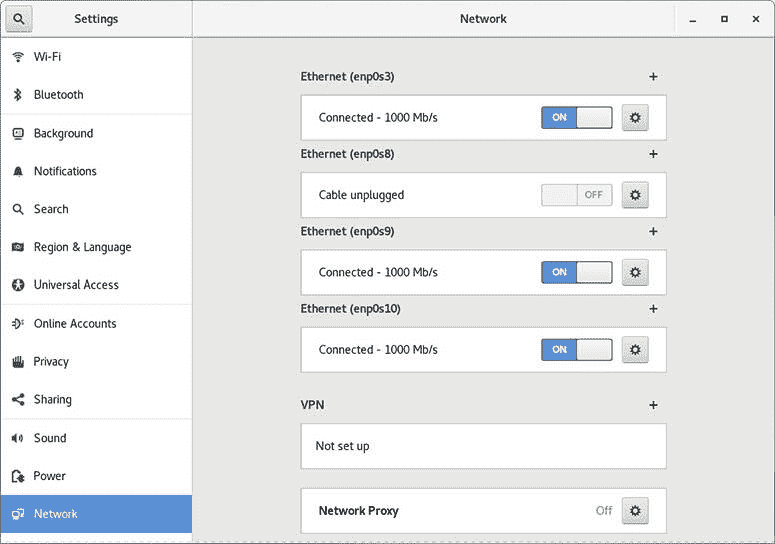 Settings
Network
Wi-Fi
Bluetooth
Background
Notifications
Search
Region & Language
Universal Access
Online Accounts
Privacy
Sharing
Sound
Power
Network
Ethernet (enp0s3)
Connected - 1000 Mb/s
ON
Ethernet (enp0s8)
Cable unplugged
OFF
Ethernet (enp0s9)
Connected - 1000 Mb/s
ON
Ethernet (enp0s10)
Connected - 1000 Mb/s
ON
VPN
Not set up
Network Proxy
Off